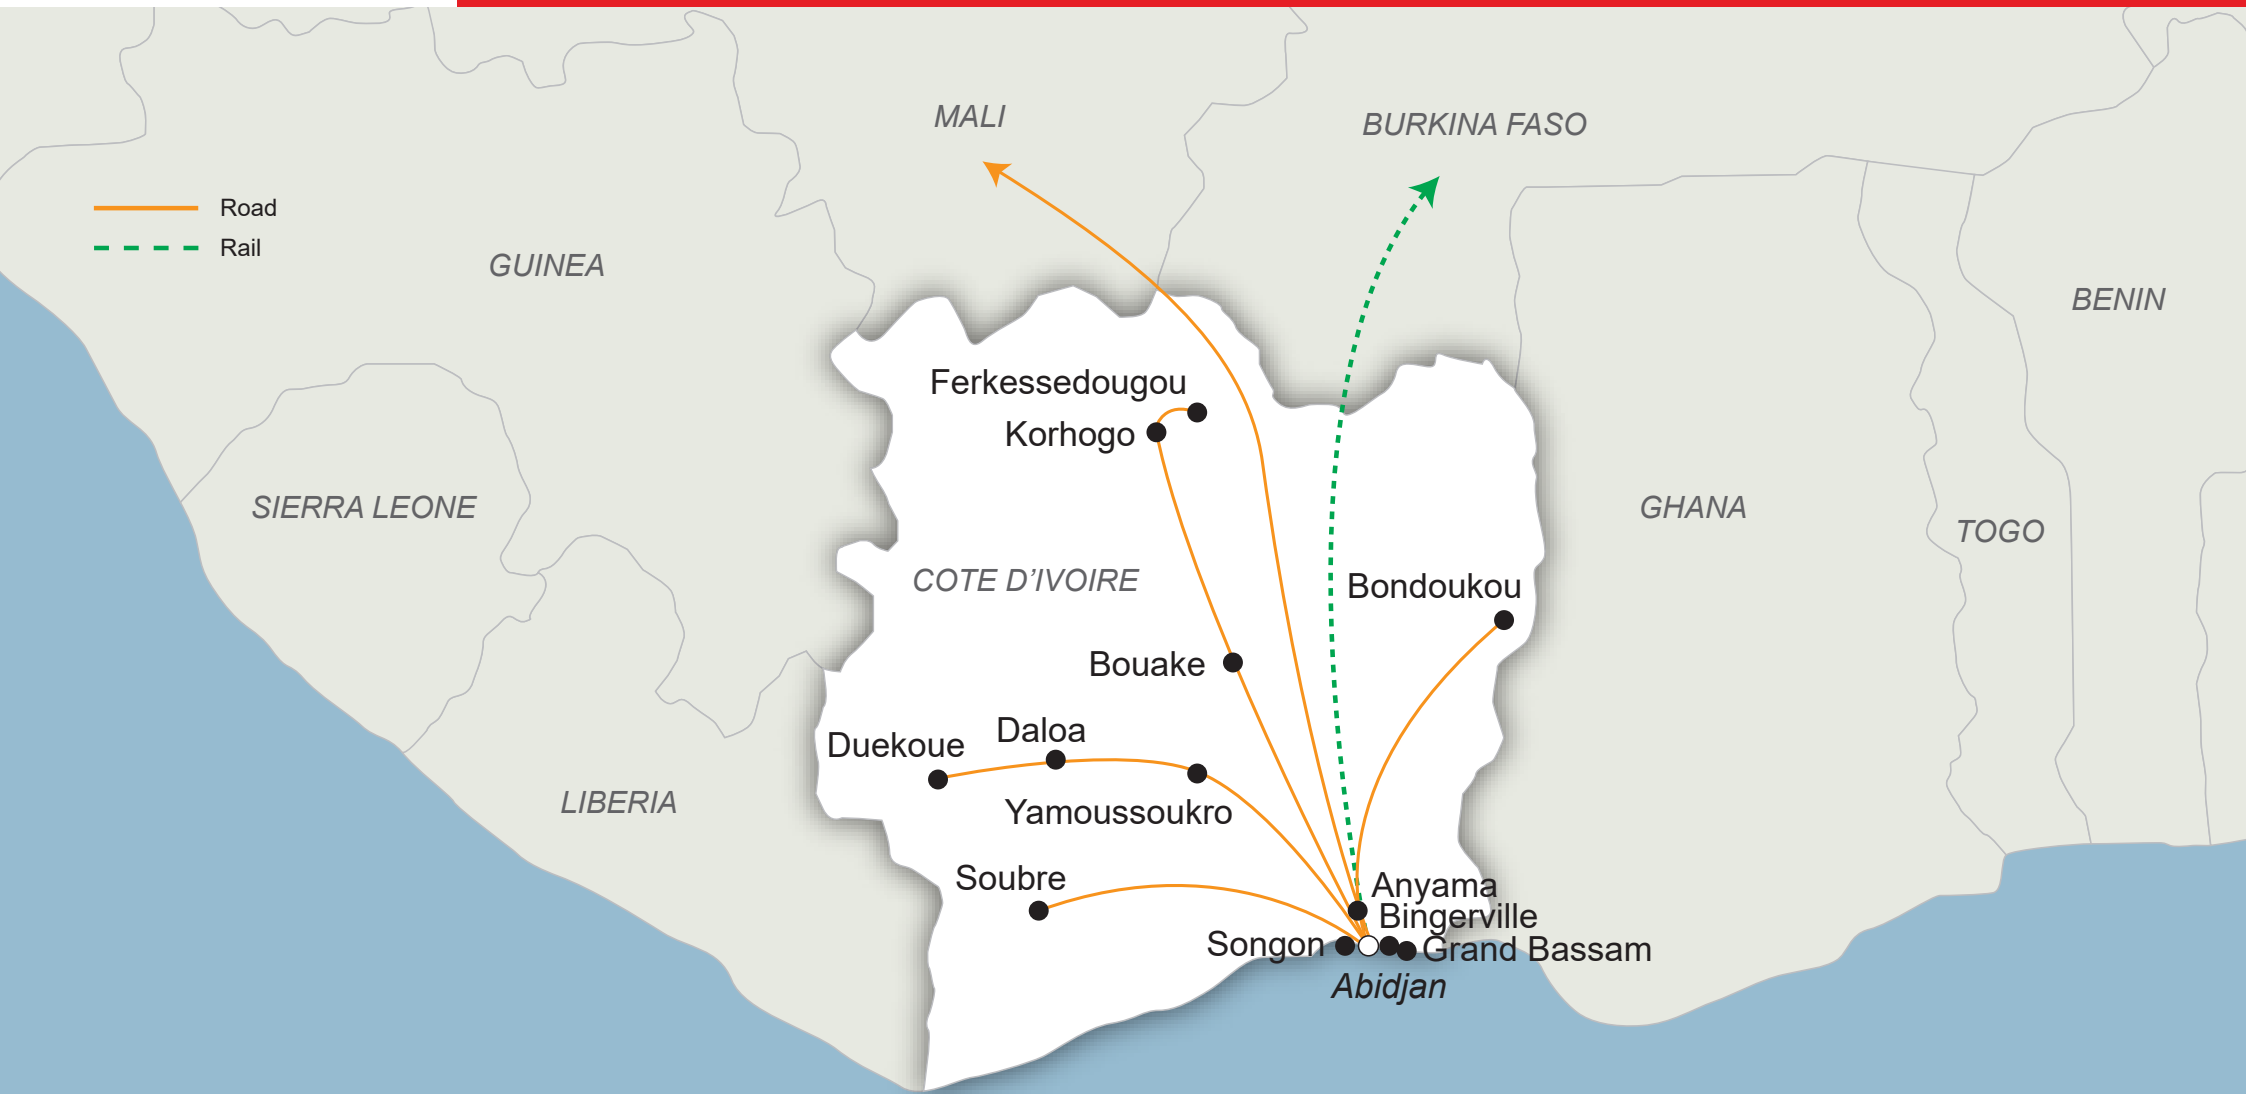 MALI
BURKINA FASO
Road
Rail
GUINEA
BENIN
Ferkessedougou
Korhogo
SIERRA LEONE
GHANA
TOGO
COTE D’IVOIRE
Bondoukou
Bouake
Daloa
Duekoue
LIBERIA
Yamoussoukro
Soubre
Anyama
Bingerville
Songon
Grand Bassam
Abidjan